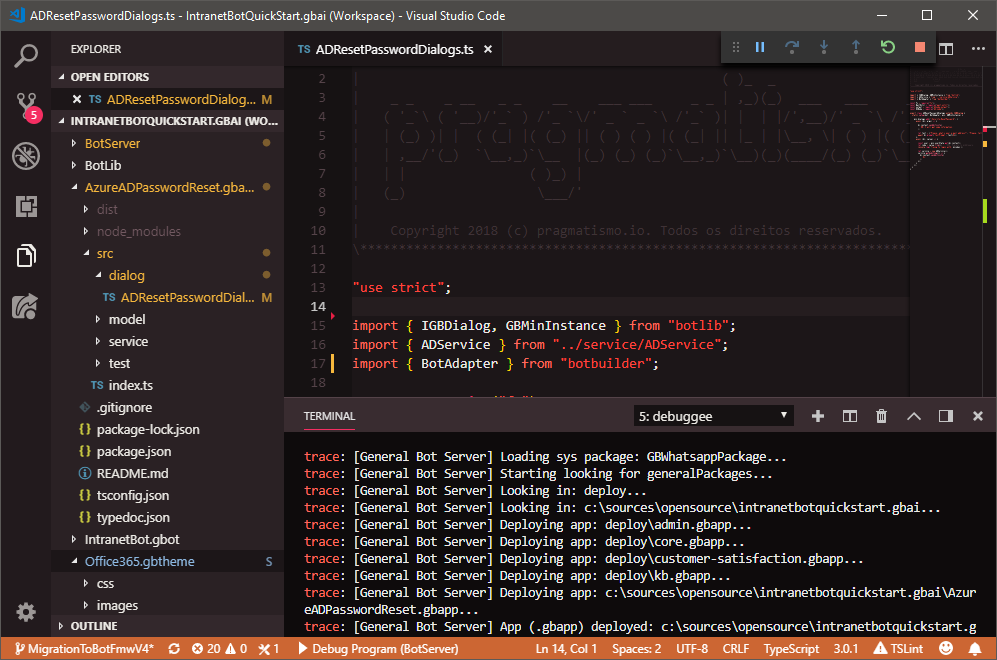 ADResetPasswordDialogs.ts - IntranetBotQuickStart.gbai (Workspace) - Visual Studio Code
EXPLORER
OPEN EDITORS
TS ADResetPasswordDialog... M
INTRANETBOTQUICKSTART.GBAI (WO...
BotServer
BotLib
AzureADPasswordReset.gba...
dist
node_modules
src
dialog
TS ADResetPasswordDial... M
model
service
test
TS index.ts
.gitignore
{} package-lock.json
{} package.json
README.md
{} tsconfig.json
{} typedoc.json
IntranetBot.gbot
Office365.gbtheme S
css
images
OUTLINE
5
TS ADResetPasswordDialogs.ts
2
3
4
5
6
7
8
9
10 | Copyright 2018 (c) pragmatismo.io. Todos os direitos reservados.
11
12
13 "use strict";
14
15 import { IGBDialog, GBMinInstance } from "botlib";
16 import { ADService } from "../service/ADService";
17 import { BotAdapter } from "botbuilder";
18
TERMINAL
5: debuggee
trace: [General Bot Server] Loading sys package: GBWhatsappPackage...
trace: [General Bot Server] Starting looking for generalPackages...
trace: [General Bot Server] Looking in: deploy...
trace: [General Bot Server] Looking in: c:\sources\opensource\intranetbotquickstart.gbai...
trace: [General Bot Server] Deploying app: deploy\admin.gbapp...
trace: [General Bot Server] Deploying app: deploy\core.gbapp...
trace: [General Bot Server] Deploying app: deploy\customer-satisfaction.gbapp...
trace: [General Bot Server] Deploying app: deploy\kb.gbapp...
trace: [General Bot Server] Deploying app: c:\sources\opensource\intranetbotquickstart.gbai\Azur
eADPasswordReset.gbapp...
trace: [General Bot Server] App (.gbapp) deployed: c:\sources\opensource\intranetbotquickstart.g
MigrationToBotFmwV4* 20 0 1 Debug Program (BotServer) Ln 14, Col 1 Spaces: 2 UTF-8 CRLF TypeScript 3.0.1 TSLint